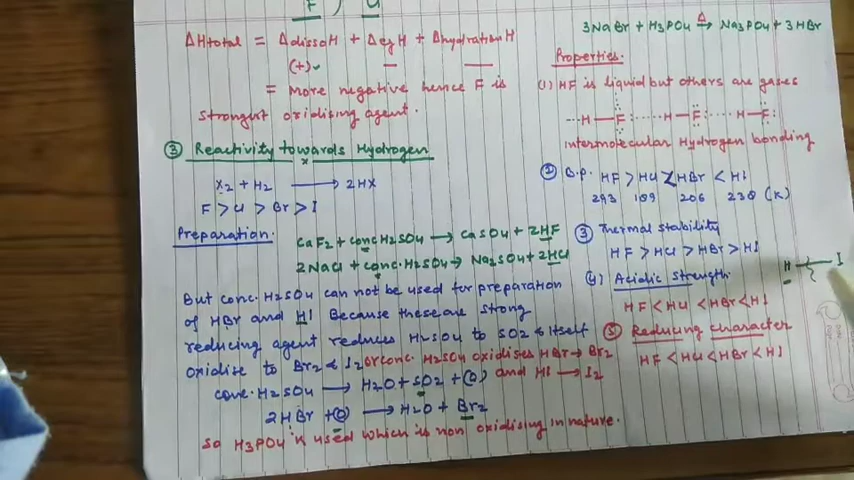 F Cl
ΔHtotal = ΔdissoH + ΔegH + ΔhydrationH
(+)
= more negative hence F is
strongest oxidising agent.
③ Reactivity towards Hydrogen
X2 + H2 ⟶ 2HX
F > Cl > Br > I
Preparation.
CaF2 + conc H2SO4 ⟶ CaSO4 + 2HF
2NaCl + conc. H2SO4 → Na2SO4 + 2HCl
But conc. H2SO4 can not be used for preparation
of HBr and HI Because these are strong
reducing agent reduces H2SO4 to SO2 & itself
oxidise to Br2 & I2 or conc. H2SO4 oxidises HBr → Br2
and HI → I2
conc. H2SO4 ⟶ H2O + SO2 + (O)
2HBr + (O) ⟶ H2O + Br2
So H3PO4 is used which is non oxidising in nature.
3NaBr + H3PO4 Δ→ Na3PO4 + 3HBr
Properties.
(1) HF is liquid but others are gases
---H—F:----H—F:----H—F:
intermolecular Hydrogen bonding
② B.p. HF > HCl < HBr < HI
293 189 206 238 (K)
③ Thermal stability
HF > HCl > HBr > HI
H I
(4) Acidic strength.
HF < HCl < HBr < HI
⑤ Reducing character
HF < HCl < HBr < HI